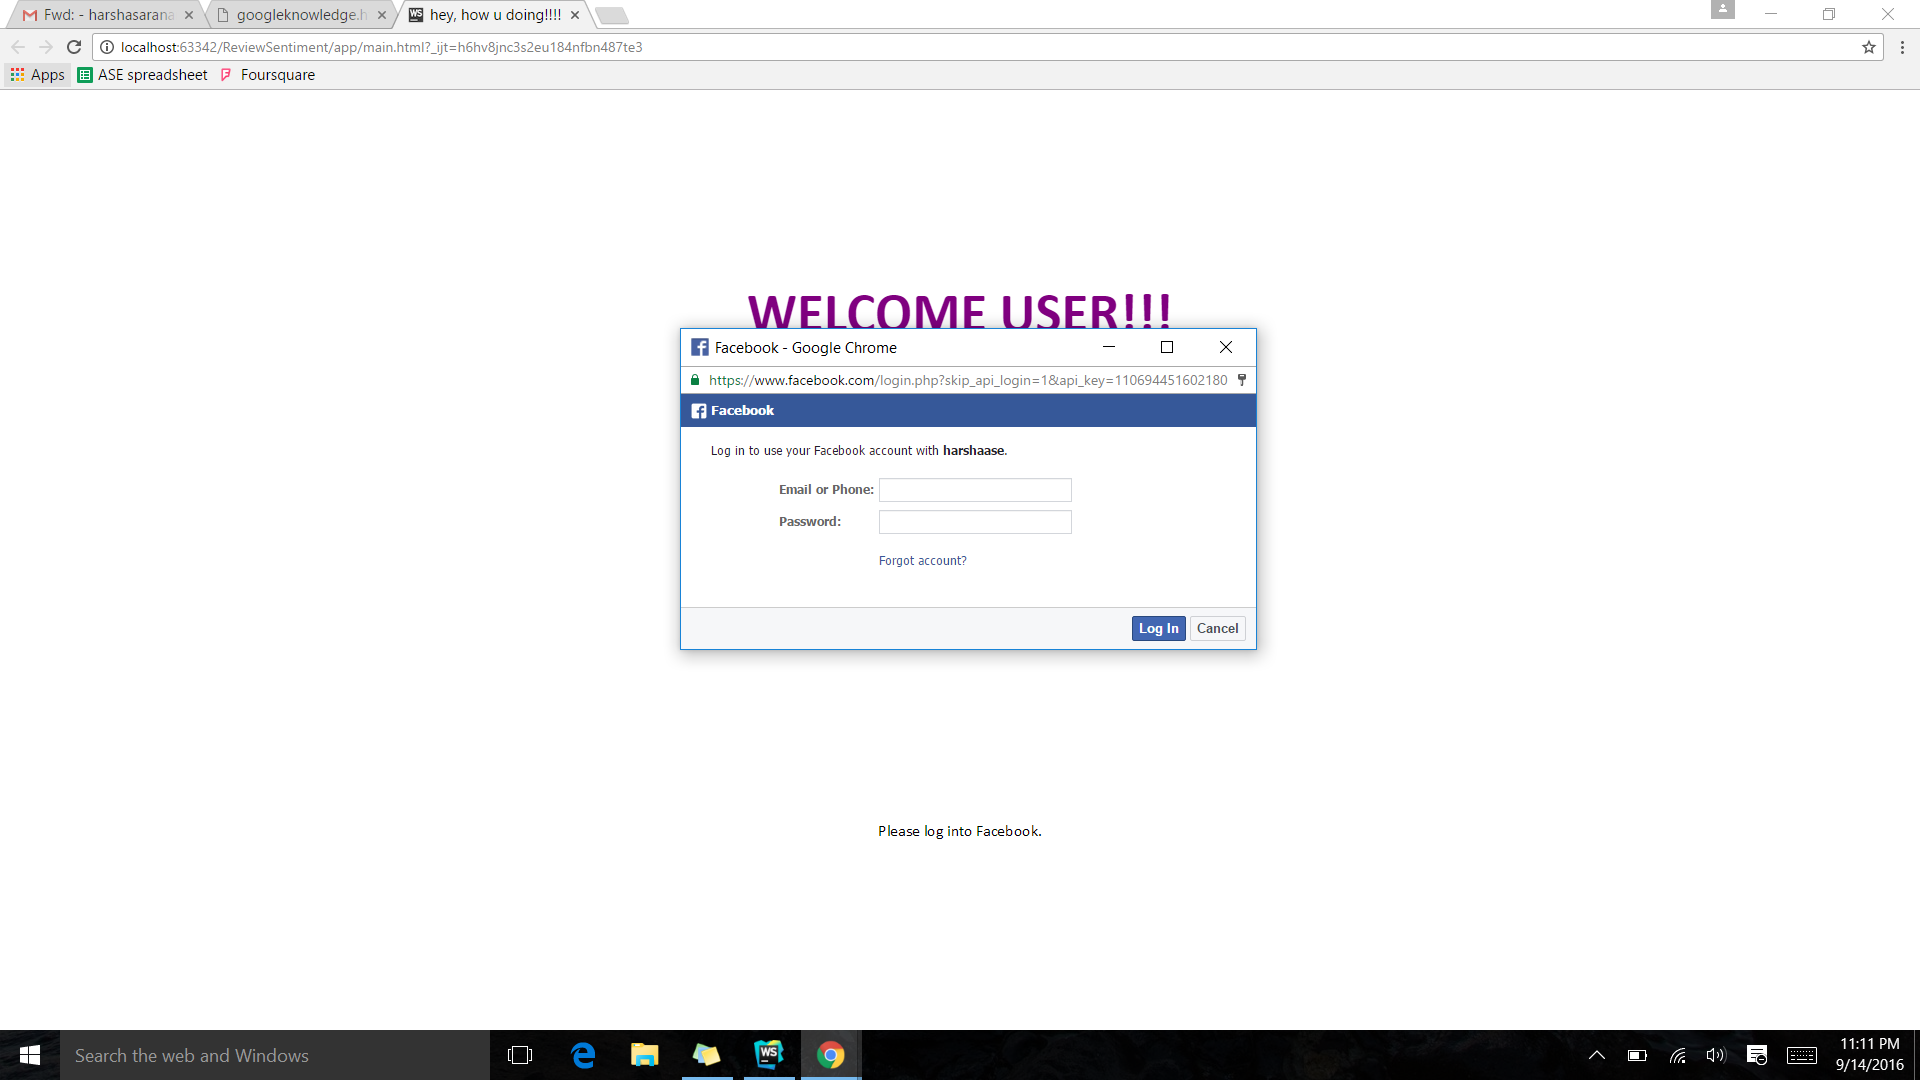 Fwd: - harshasarana
googleknowledge.h
hey, how u doing!!!!
localhost:63342/ReviewSentiment/app/main.html?_ijt=h6hv8jnc3s2eu184nfbn487te3
Apps
ASE spreadsheet
Foursquare
WELCOME USER!!!
Facebook - Google Chrome
https://www.facebook.com/login.php?skip_api_login=1&api_key=110694451602180
Facebook
Log in to use your Facebook account with harshaase.
Email or Phone:
Password:
Forgot account?
Log In
Cancel
Please log into Facebook.
Search the web and Windows
WS
11:11 PM
9/14/2016